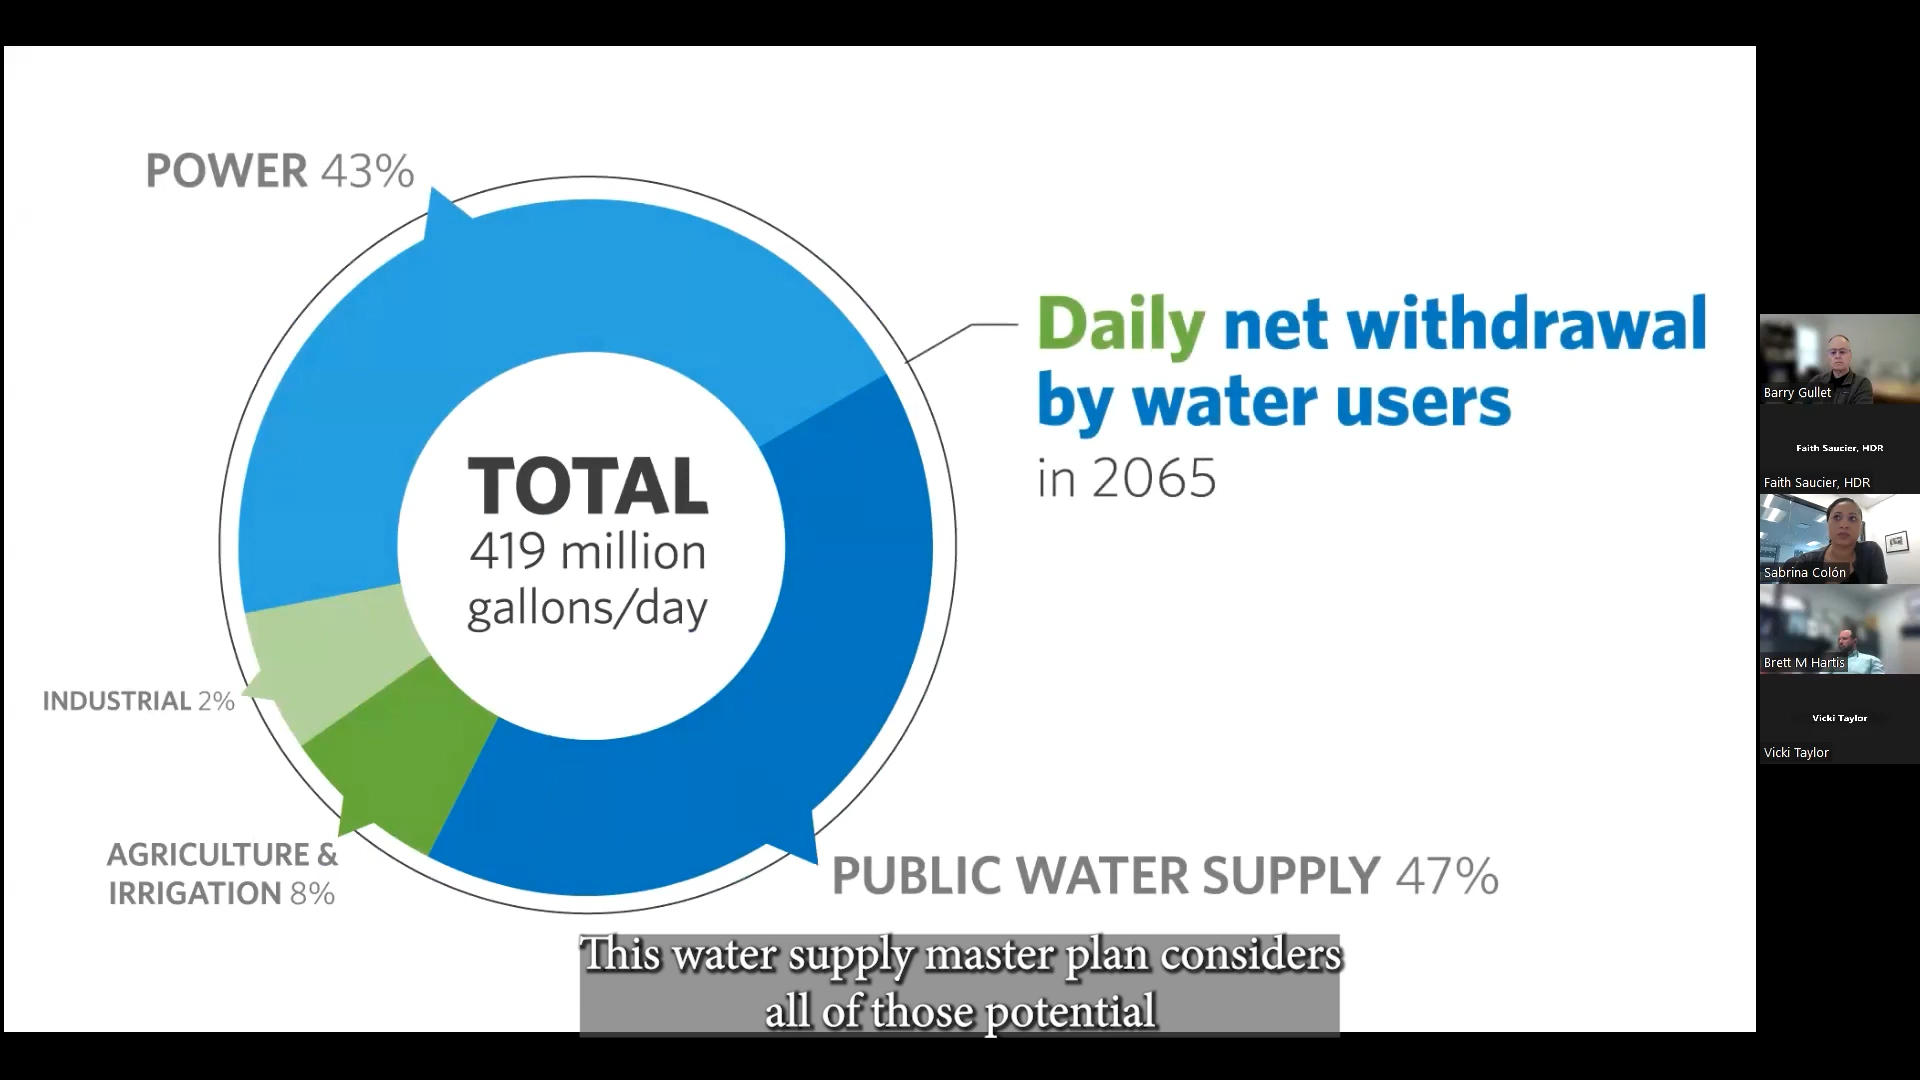 POWER 43%
Daily net withdrawal
by water users
in 2065
TOTAL
419 million
gallons/day
INDUSTRIAL 2%
AGRICULTURE &
IRRIGATION 8%
PUBLIC WATER SUPPLY 47%
This water supply master plan considers
all of those potential
Barry Gullet
Faith Saucier, HDR
Faith Saucier, HDR
Sabrina Colón
Brett M Hartis
Vicki Taylor
Vicki Taylor